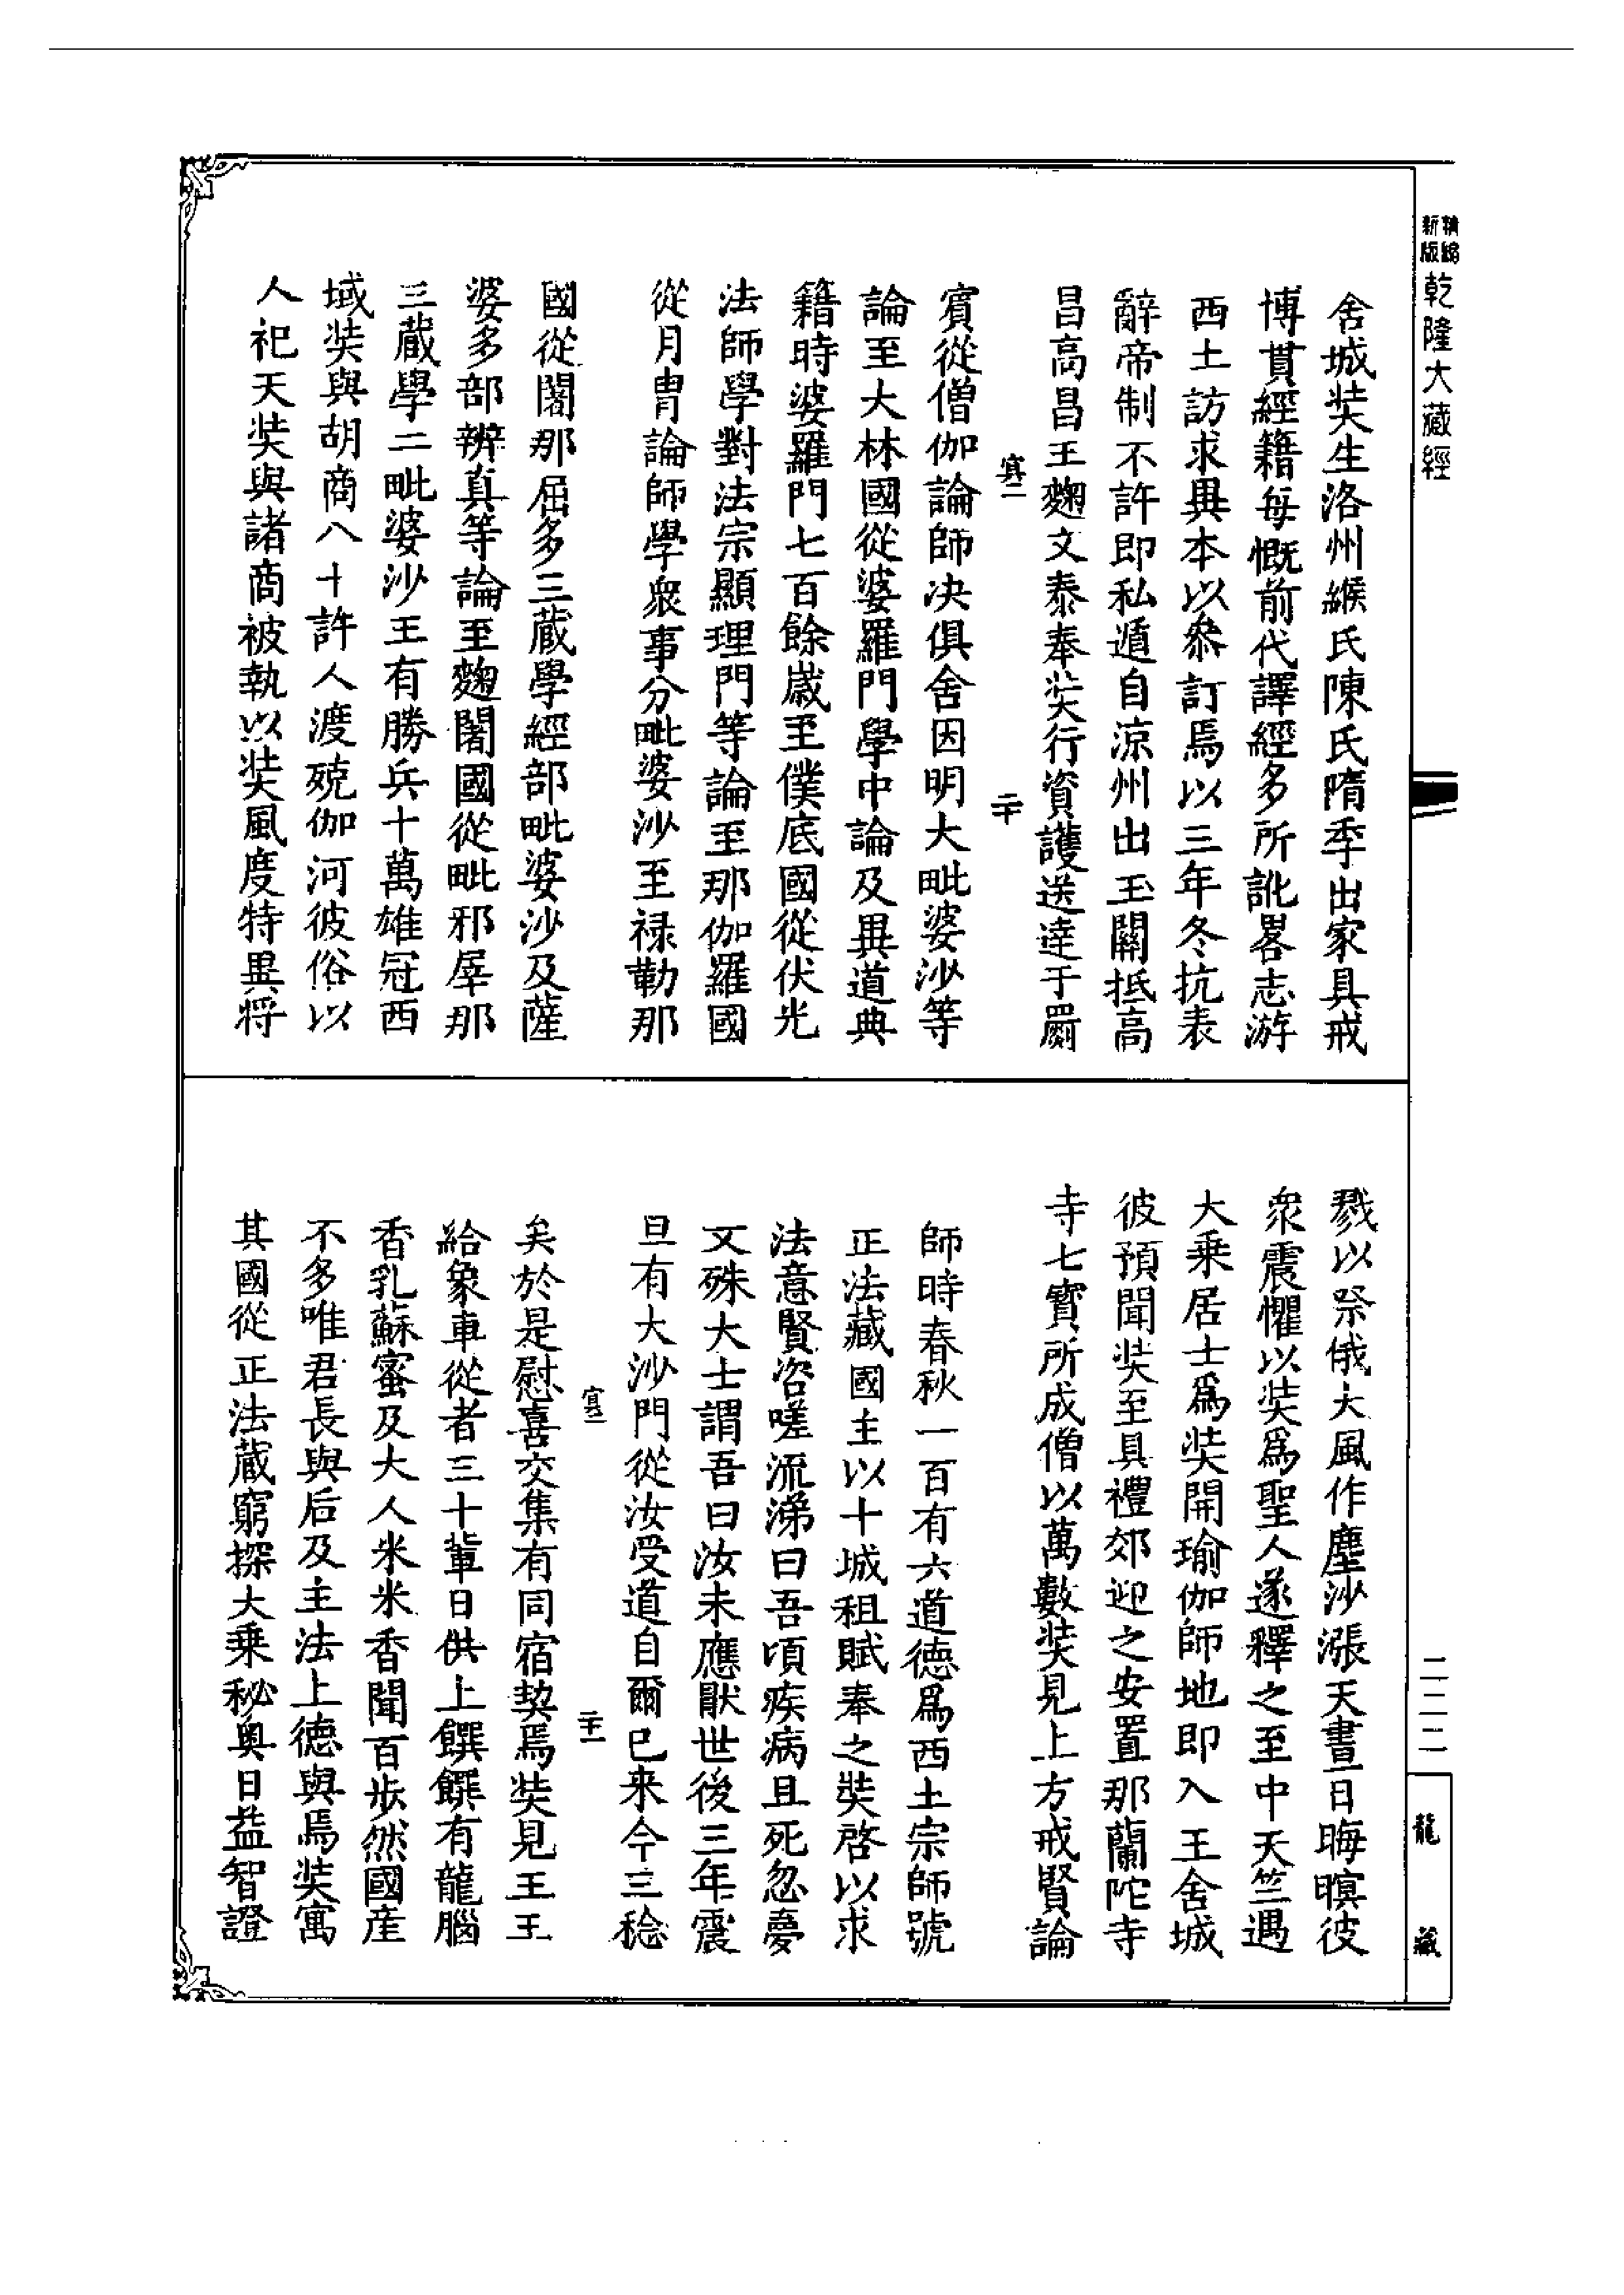 新編
縮版
乾隆大藏經
舍城奘生洛州緱氏陳氏隋季出家具戒
博貫經籍每慨前代譯經多所訛畧志游
西土訪求異本以叅訂焉以三年冬抗表
辭帝制不許即私遁自涼州出玉關抵高
昌高昌王麴文泰奉奘行資護送達于罽
賓從僧伽論師决俱舍因明大毗婆沙等
論至大林國從婆羅門學中論及異道典
籍時婆羅門七百餘歲至僕底國從伏光
法師學對法宗顯理門等論至那伽羅國
從月胄論師學衆事分毗婆沙至祿勒那
國從闍那屈多三藏學經部毗婆沙及薩
婆多部辨真等論至麴闍國從毗邪犀那
三藏學二毗婆沙王有勝兵十萬雄冠西
域奘與胡商八十許人渡殑伽河彼俗以
人祀天奘與諸商被執以奘風度特異将
戮以祭俄大風作塵沙漲天晝日晦暝彼
衆震懼以奘爲聖人遂釋之至中天竺遇
大乘居士爲奘開瑜伽師地即入王舍城
彼預聞奘至具禮郊迎之安置那蘭陀寺
寺七寶所成僧以萬數奘見上方戒賢論
師時春秋一百有六道德爲西土宗師號
正法藏國主以十城租賦奉之奘啓以求
法意賢咨嗟流涕曰吾頃疾病且死忽夢
文殊大士謂吾曰汝未應厭世後三年震
旦有大沙門從汝受道自爾已来今三稔
矣於是慰喜交集有同宿契焉奘見王王
給象車從者三十輩日供上饌饌有龍腦
香乳蘇蜜及大人米米香聞百步然國産
不多唯君長與后及主法上德與焉奘寓
其國從正法藏窮探大乘秘奥日益智證
二二二
龍藏